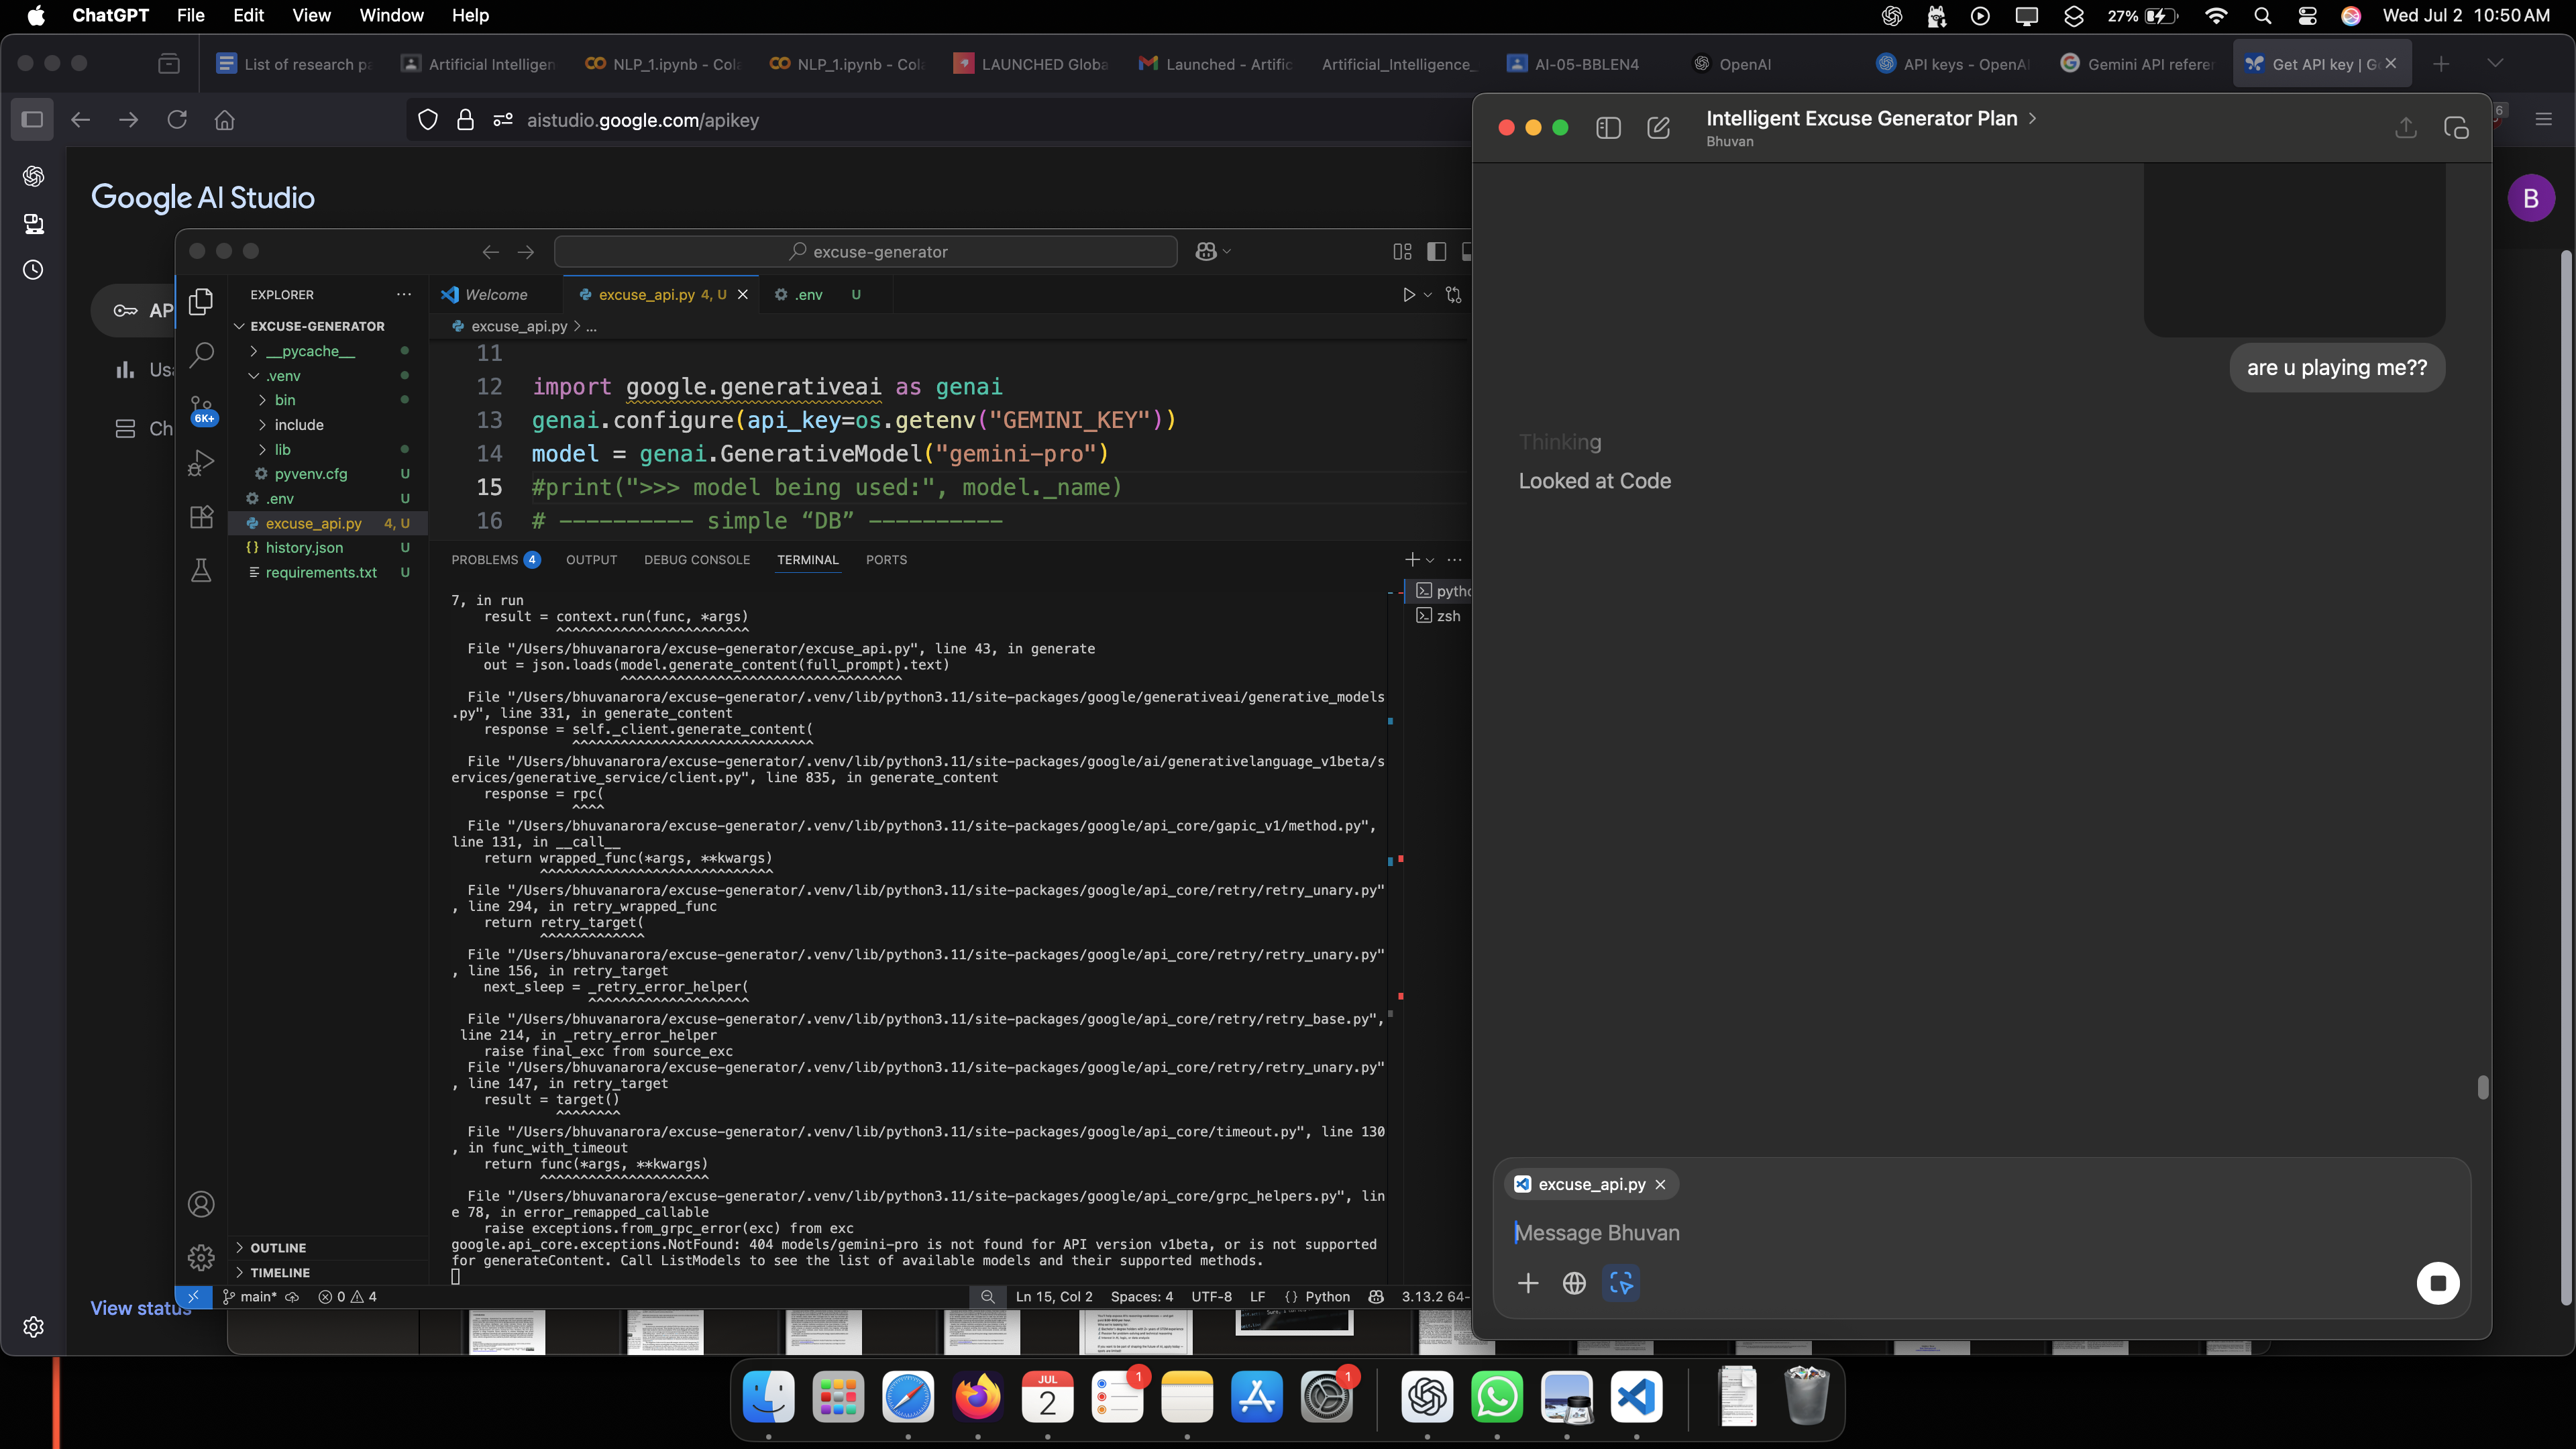 ChatGPT File Edit View Window Help
27% Wed Jul 2 10:50 AM
List of research pa
Artificial Intelligen
NLP_1.ipynb - Cola
NLP_1.ipynb - Cola
LAUNCHED Globa
Launched - Artific
Artificial_Intelligence_
AI-05-BBLEN4
OpenAI
API keys - OpenAI
Gemini API referen
Get API key | G
aistudio.google.com/apikey
6
Google AI Studio
B
AP
Usa
Ch
View status
excuse-generator
EXPLORER
EXCUSE-GENERATOR
__pycache__
.venv
bin
include
lib
pyvenv.cfg U
.env U
excuse_api.py 4, U
history.json U
requirements.txt U
OUTLINE
TIMELINE
6K+
Welcome
excuse_api.py 4, U
.env U
excuse_api.py > ...
11
12 import google.generativeai as genai
13 genai.configure(api_key=os.getenv("GEMINI_KEY"))
14 model = genai.GenerativeModel("gemini-pro")
15 #print(">>> model being used:", model._name)
16 # ---------- simple “DB” ----------
PROBLEMS 4 OUTPUT DEBUG CONSOLE TERMINAL PORTS
pytho
zsh
7, in run
result = context.run(func, *args)
^^^^^^^^^^^^^^^^^^^^^^^^
File "/Users/bhuvanarora/excuse-generator/excuse_api.py", line 43, in generate
out = json.loads(model.generate_content(full_prompt).text)
^^^^^^^^^^^^^^^^^^^^^^^^^^^^^^^^^^^
File "/Users/bhuvanarora/excuse-generator/.venv/lib/python3.11/site-packages/google/generativeai/generative_models
.py", line 331, in generate_content
response = self._client.generate_content(
^^^^^^^^^^^^^^^^^^^^^^^^^^^^^^
File "/Users/bhuvanarora/excuse-generator/.venv/lib/python3.11/site-packages/google/ai/generativelanguage_v1beta/s
ervices/generative_service/client.py", line 835, in generate_content
response = rpc(
^^^^
File "/Users/bhuvanarora/excuse-generator/.venv/lib/python3.11/site-packages/google/api_core/gapic_v1/method.py",
line 131, in __call__
return wrapped_func(*args, **kwargs)
^^^^^^^^^^^^^^^^^^^^^^^^^^^^^
File "/Users/bhuvanarora/excuse-generator/.venv/lib/python3.11/site-packages/google/api_core/retry/retry_unary.py"
, line 294, in retry_wrapped_func
return retry_target(
^^^^^^^^^^^^^
File "/Users/bhuvanarora/excuse-generator/.venv/lib/python3.11/site-packages/google/api_core/retry/retry_unary.py"
, line 156, in retry_target
next_sleep = _retry_error_helper(
^^^^^^^^^^^^^^^^^^^^
File "/Users/bhuvanarora/excuse-generator/.venv/lib/python3.11/site-packages/google/api_core/retry/retry_base.py",
line 214, in _retry_error_helper
raise final_exc from source_exc
File "/Users/bhuvanarora/excuse-generator/.venv/lib/python3.11/site-packages/google/api_core/retry/retry_unary.py"
, line 147, in retry_target
result = target()
^^^^^^^^
File "/Users/bhuvanarora/excuse-generator/.venv/lib/python3.11/site-packages/google/api_core/timeout.py", line 130
, in func_with_timeout
return func(*args, **kwargs)
^^^^^^^^^^^^^^^^^^^^^
File "/Users/bhuvanarora/excuse-generator/.venv/lib/python3.11/site-packages/google/api_core/grpc_helpers.py", lin
e 78, in error_remapped_callable
raise exceptions.from_grpc_error(exc) from exc
google.api_core.exceptions.NotFound: 404 models/gemini-pro is not found for API version v1beta, or is not supported
for generateContent. Call ListModels to see the list of available models and their supported methods.
main* 0 4 Ln 15, Col 2 Spaces: 4 UTF-8 LF {} Python 3.13.2 64-
Intelligent Excuse Generator Plan >
Bhuvan
are u playing me??
Thinking
Looked at Code
excuse_api.py
Message Bhuvan
JUL
2
1
1